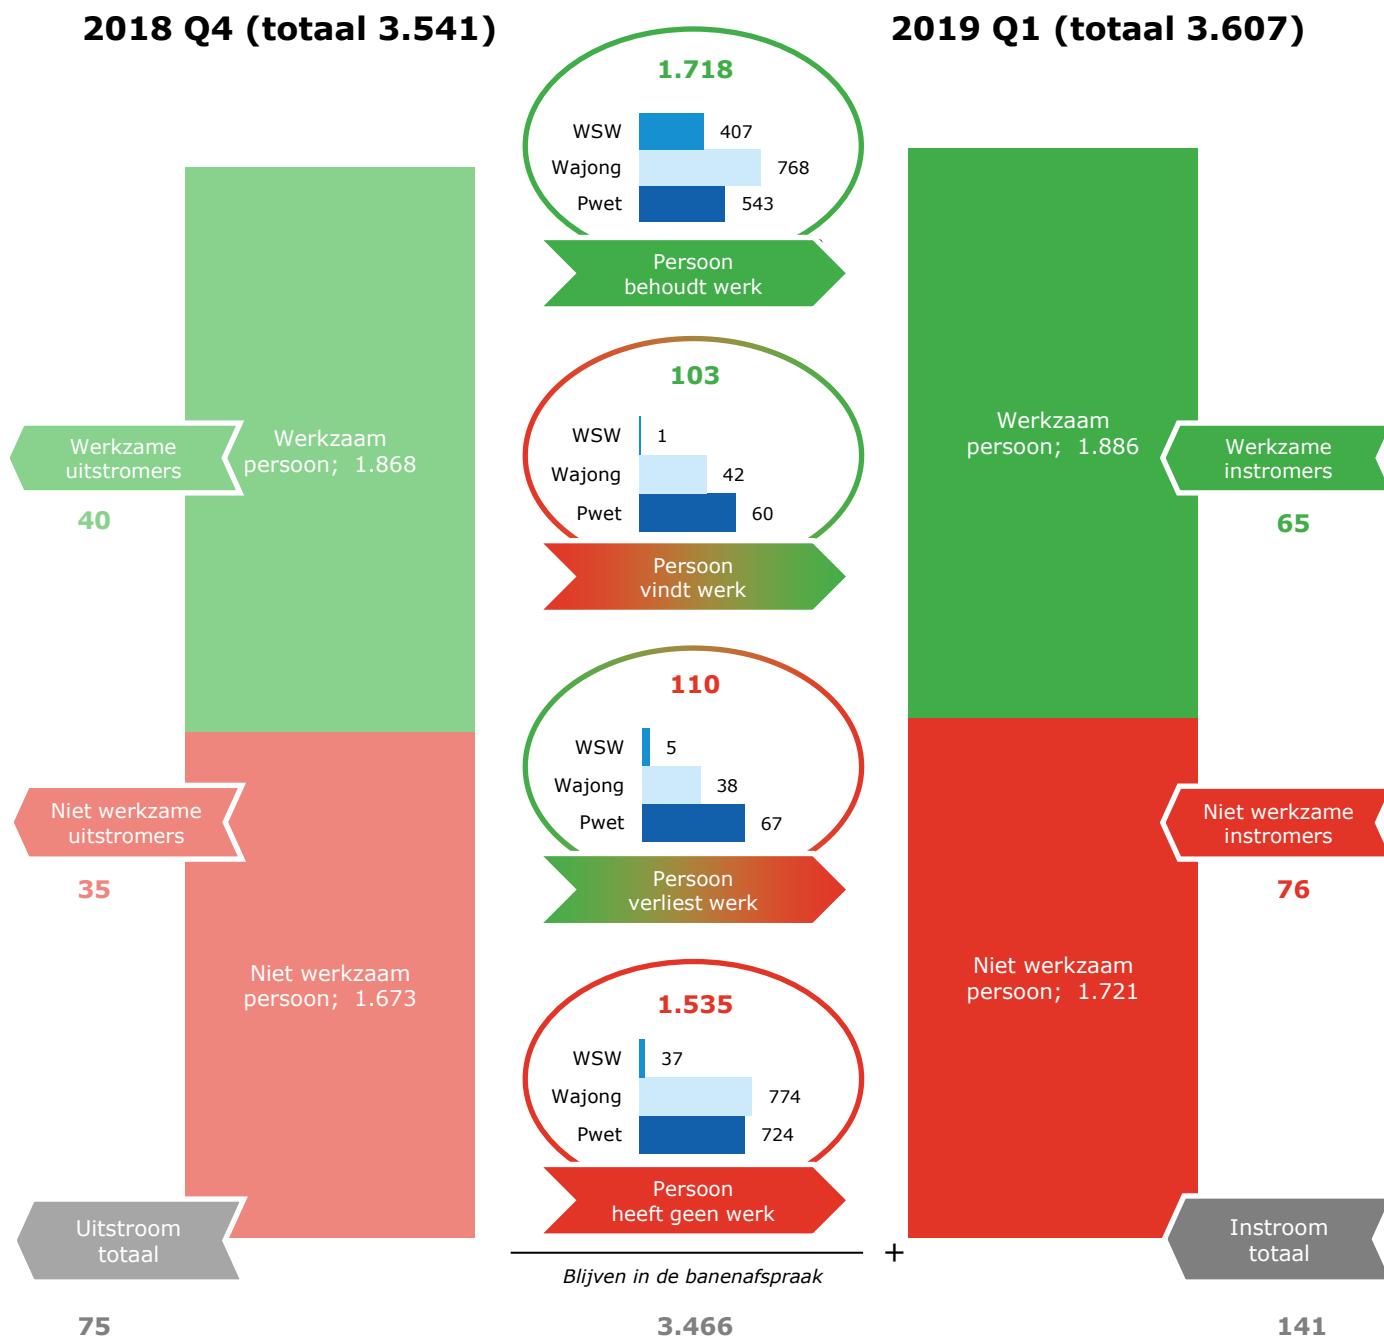 2018 Q4 (totaal 3.541)
2019 Q1 (totaal 3.607)
1.718
WSW 407
Wajong 768
Pwet 543
Persoon
behoudt werk
103
WSW 1
Wajong 42
Pwet 60
Persoon
vindt werk
110
WSW 5
Wajong 38
Pwet 67
Persoon
verliest werk
1.535
WSW 37
Wajong 774
Pwet 724
Persoon
heeft geen werk
Werkzaam
persoon; 1.868
Werkzame
uitstromers
40
Niet werkzame
uitstromers
35
Niet werkzaam
persoon; 1.673
Uitstroom
totaal
75
Werkzaam
persoon; 1.886
Werkzame
instromers
65
Niet werkzame
instromers
76
Niet werkzaam
persoon; 1.721
Instroom
totaal
141
+
Blijven in de banenafspraak
3.466